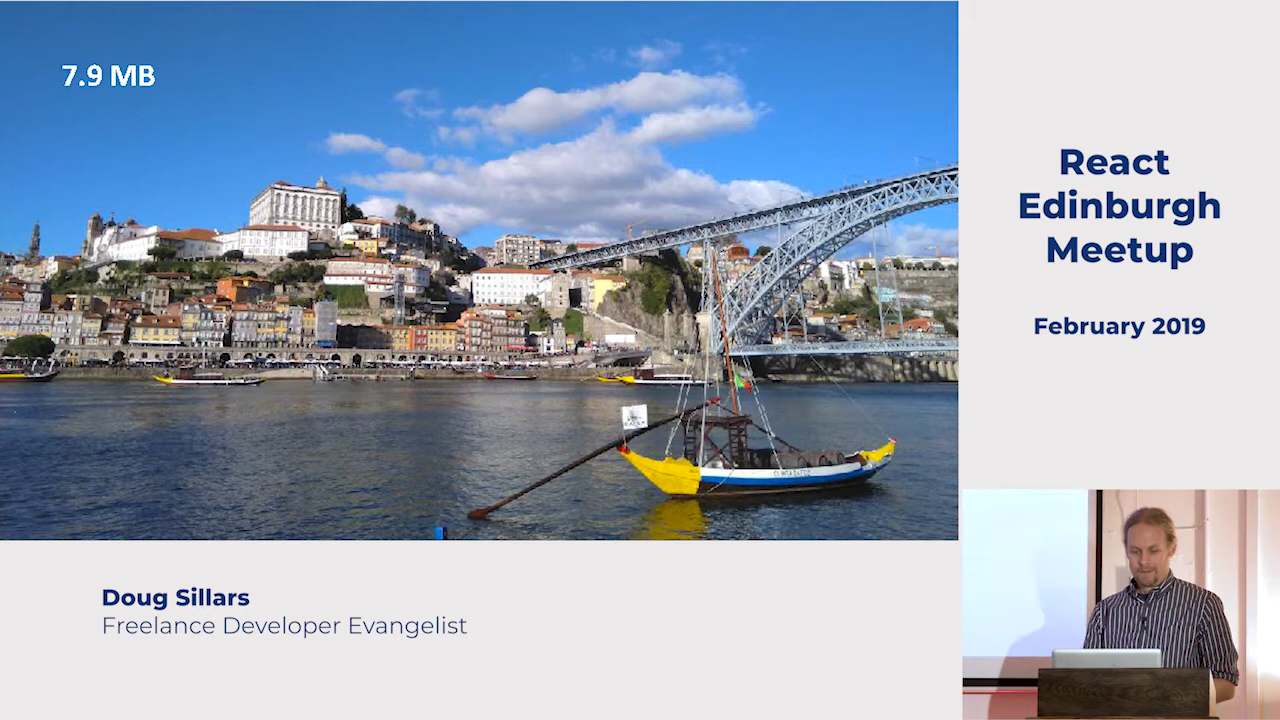 7.9 MB
React
Edinburgh
Meetup
February 2019
Doug Sillars
Freelance Developer Evangelist